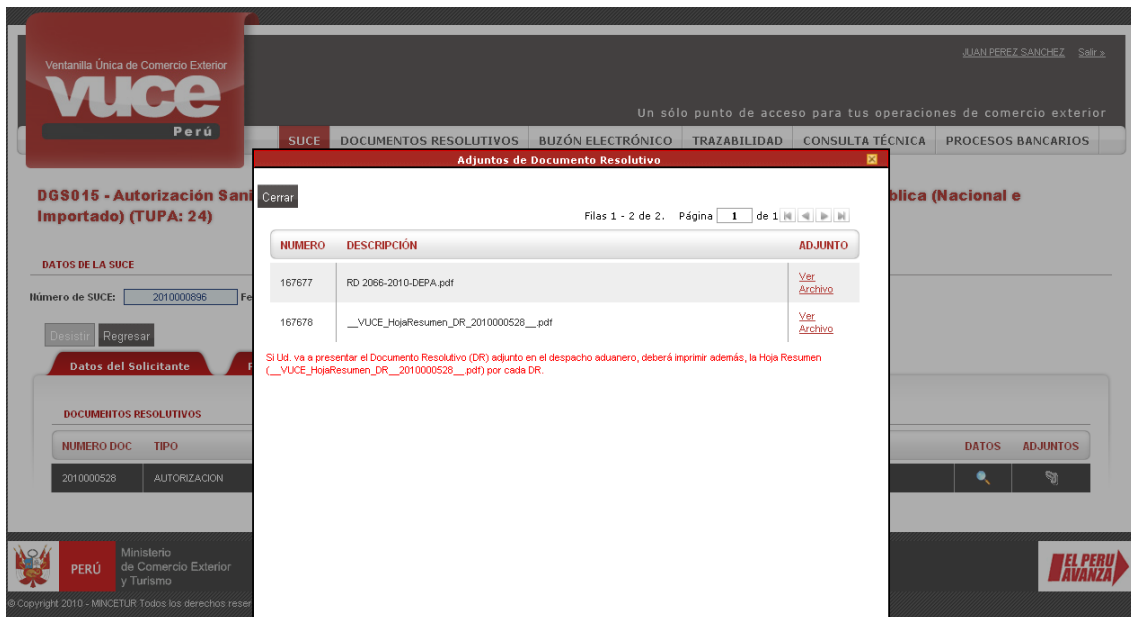 JUAN PEREZ SANCHEZ Salir »
Ventanilla Única de Comercio Exterior
vuce
Perú
Un sólo punto de acceso para tus operaciones de comercio exterior
SUCE DOCUMENTOS RESOLUTIVOS BUZÓN ELECTRÓNICO TRAZABILIDAD CONSULTA TÉCNICA PROCESOS BANCARIOS
Adjuntos de Documento Resolutivo
DGS015 - Autorización Sani
blica (Nacional e
Importado) (TUPA: 24)
Cerrar
Filas 1 - 2 de 2. Página 1 de 1
NUMERO DESCRIPCIÓN ADJUNTO
167677 RD 2066-2010-DEPA.pdf Ver
Archivo
167678 __VUCE_HojaResumen_DR_2010000528__.pdf Ver
Archivo
Si Ud. va a presentar el Documento Resolutivo (DR) adjunto en el despacho aduanero, deberá imprimir además, la Hoja Resumen
(__VUCE_HojaResumen_DR__2010000528__.pdf) por cada DR.
DATOS DE LA SUCE
Número de SUCE: 2010000896 Fe
Desistir Regresar
Datos del Solicitante
DOCUMENTOS RESOLUTIVOS
NUMERO DOC TIPO DATOS ADJUNTOS
2010000528 AUTORIZACION
PERÚ
Ministerio
de Comercio Exterior
y Turismo
EL PERU
AVANZA
© Copyright 2010 - MINCETUR Todos los derechos reser